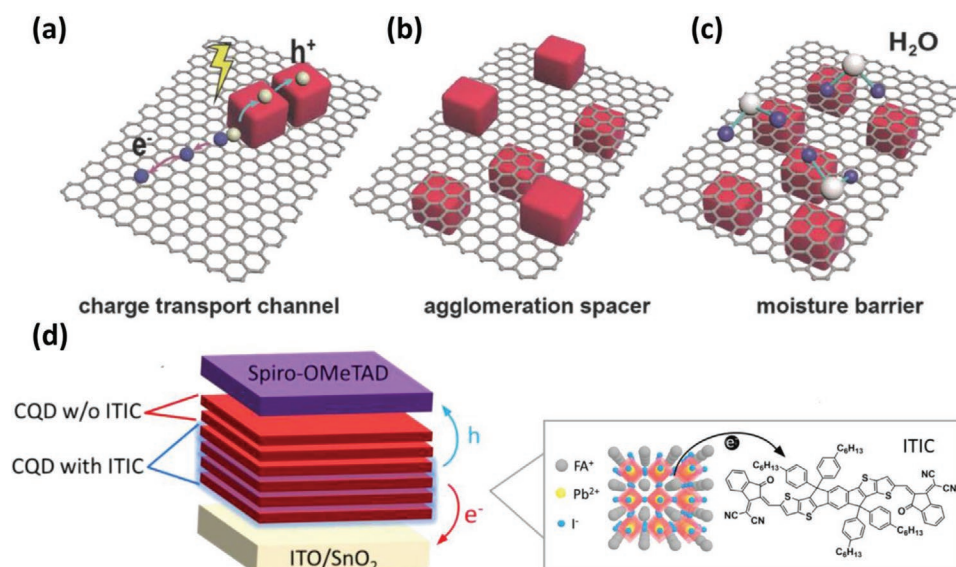 (a)
h+
e-
charge transport channel
(b)
agglomeration spacer
(c)
H2O
moisture barrier
(d)
Spiro-OMeTAD
CQD w/o ITIC
CQD with ITIC
h
e-
ITO/SnO2
FA+
Pb2+
I-
e-
ITIC
C6H13
C6H13
O
NC
CN
S
S
S
S
O
CN
CN
C6H13
C6H13